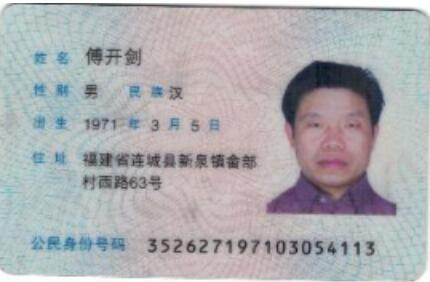 姓名 傅开剑
性别 男 民族 汉
出生 1971 年 3 月 5 日
住址 福建省连城县新泉镇畲部
村西路63号
公民身份号码 352627197103054113